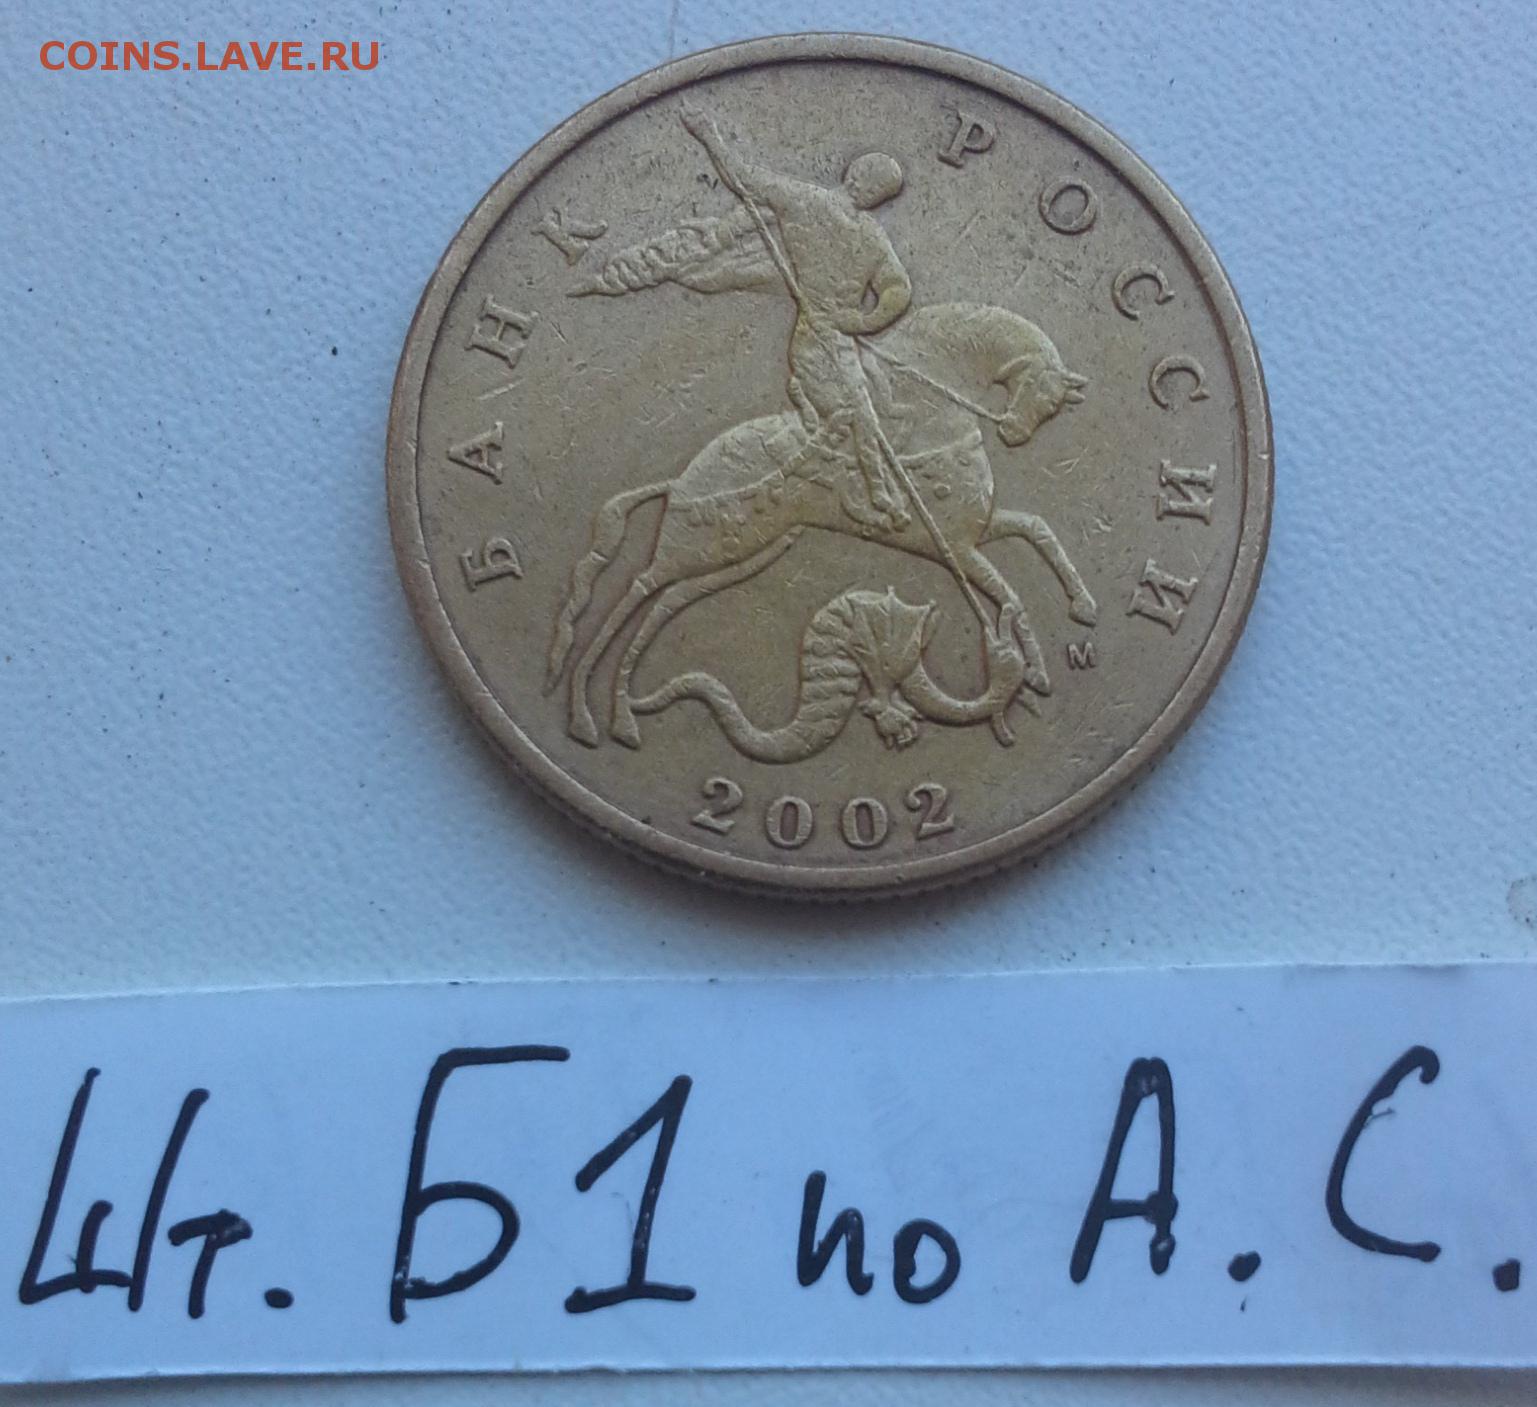 COINS.LAVE.RU
БАНК РОССИИ
М
2002
Шт. Б1 по А.С.